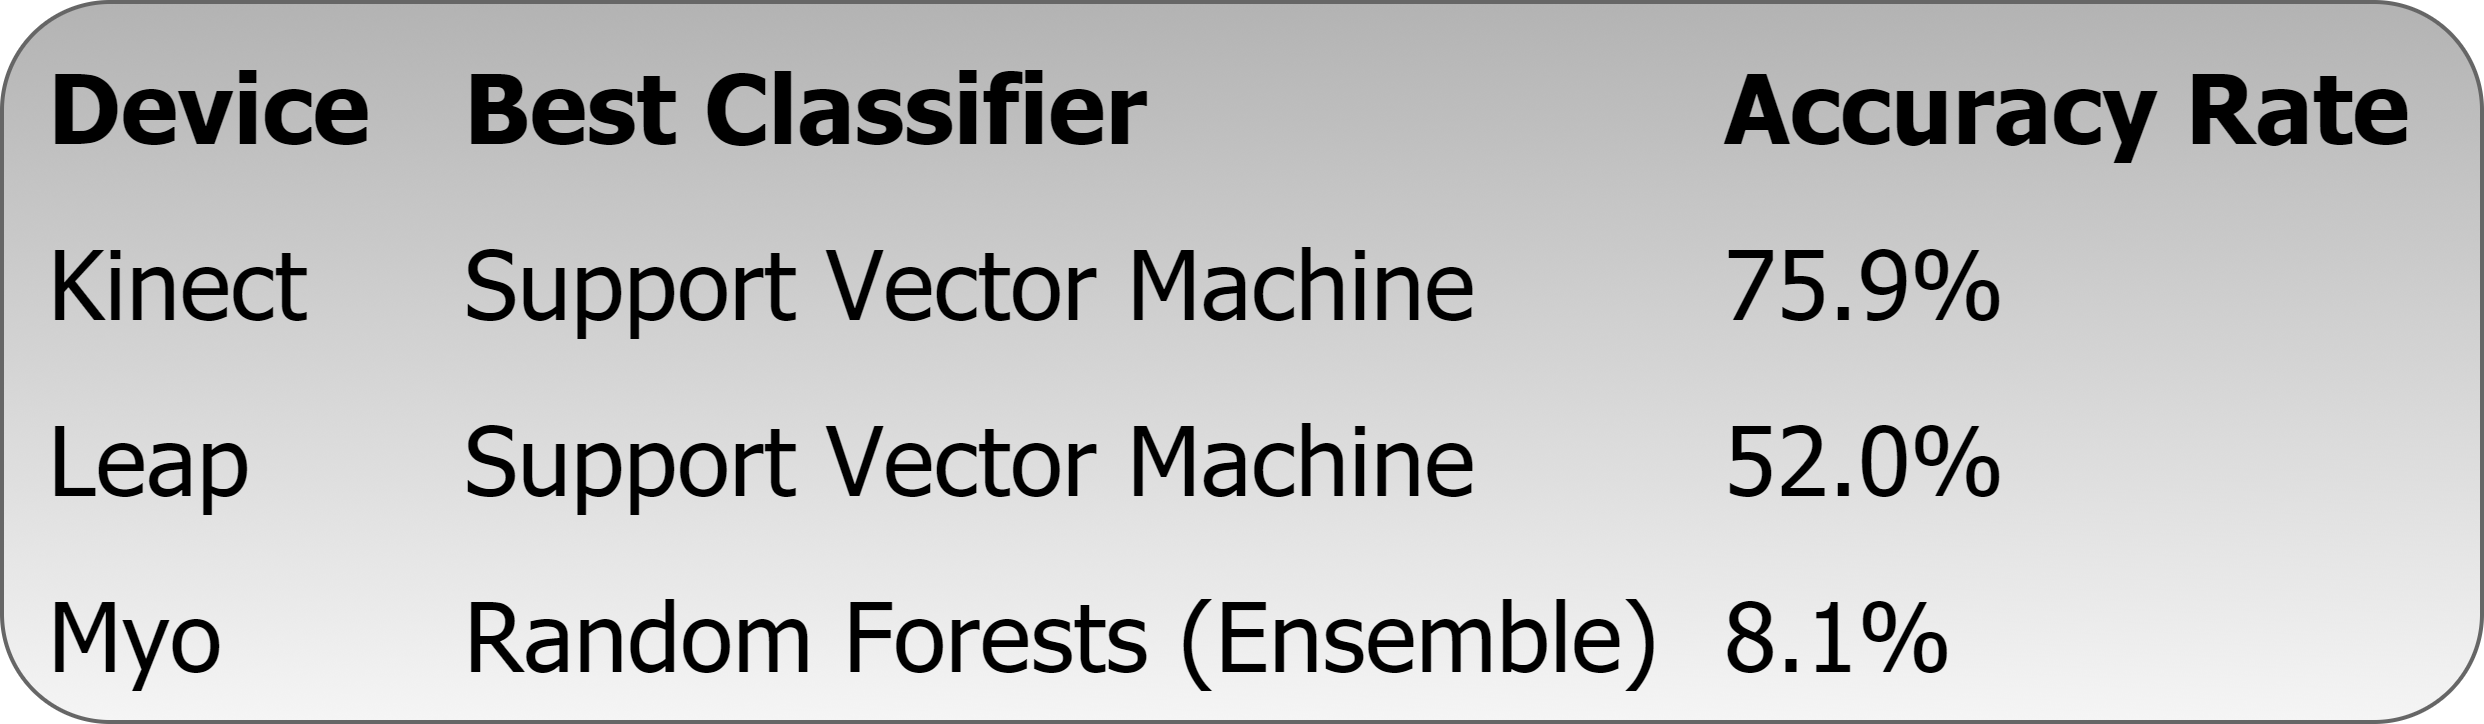 Device Best Classifier Accuracy Rate
Kinect Support Vector Machine 75.9%
Leap Support Vector Machine 52.0%
Myo Random Forests (Ensemble) 8.1%